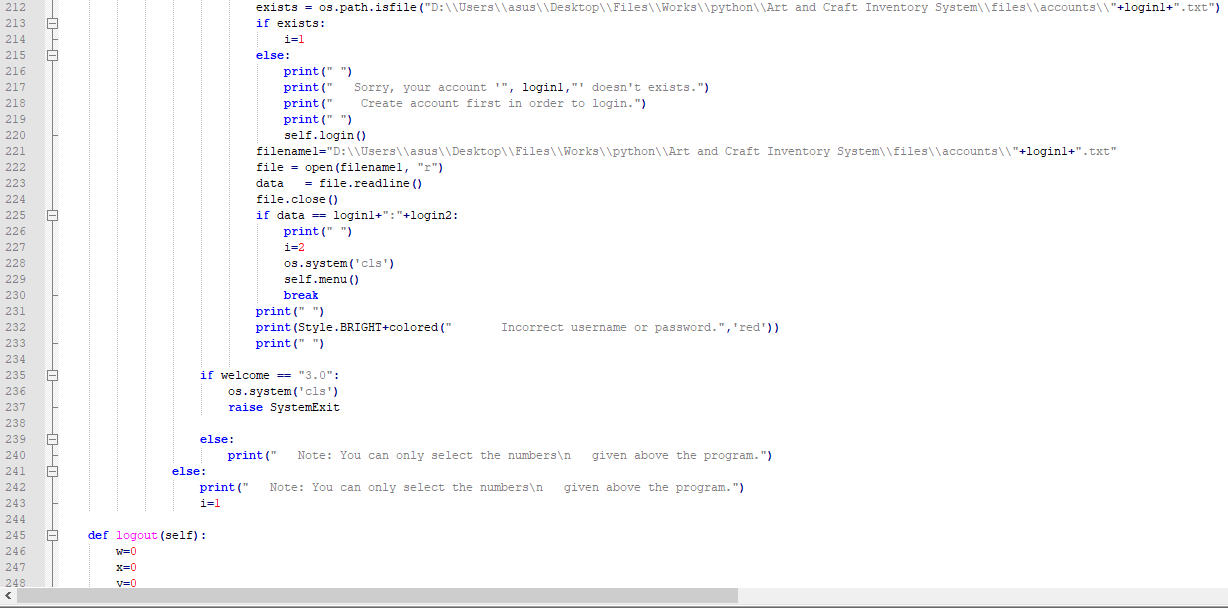 212 exists = os.path.isfile("D:\\Users\\asus\\Desktop\\Files\\Works\\python\\Art and Craft Inventory System\\files\\accounts\\"+login1+".txt")
213 if exists:
214 i=1
215 else:
216 print(" ")
217 print("   Sorry, your account '", login1,"' doesn't exists.")
218 print("    Create account first in order to login.")
219 print(" ")
220 self.login()
221 filename1="D:\\Users\\asus\\Desktop\\Files\\Works\\python\\Art and Craft Inventory System\\files\\accounts\\"+login1+".txt"
222 file = open(filename1, "r")
223 data   = file.readline()
224 file.close()
225 if data == login1+":"+login2:
226 print(" ")
227 i=2
228 os.system('cls')
229 self.menu()
230 break
231 print(" ")
232 print(Style.BRIGHT+colored("       Incorrect username or password.",'red'))
233 print(" ")
234
235 if welcome == "3.0":
236 os.system('cls')
237 raise SystemExit
238
239 else:
240 print("   Note: You can only select the numbers\n   given above the program.")
241 else:
242 print("   Note: You can only select the numbers\n   given above the program.")
243 i=1
244
245 def logout(self):
246 w=0
247 x=0
248 y=0